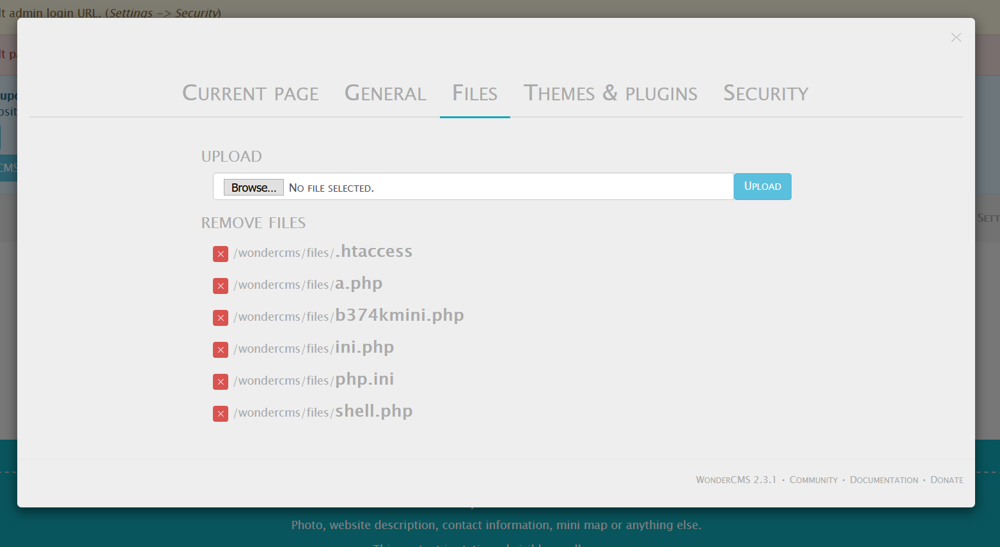 lt admin login URL. (Settings -> Security)
lt pa
upd
osit
CMS
SETT
×
CURRENT PAGE GENERAL FILES THEMES & PLUGINS SECURITY
UPLOAD
Browse... NO FILE SELECTED. UPLOAD
REMOVE FILES
× /wondercms/files/.htaccess
× /wondercms/files/a.php
× /wondercms/files/b374kmini.php
× /wondercms/files/ini.php
× /wondercms/files/php.ini
× /wondercms/files/shell.php
WONDERCMS 2.3.1 • COMMUNITY • DOCUMENTATION • DONATE
Photo, website description, contact information, mini map or anything else.